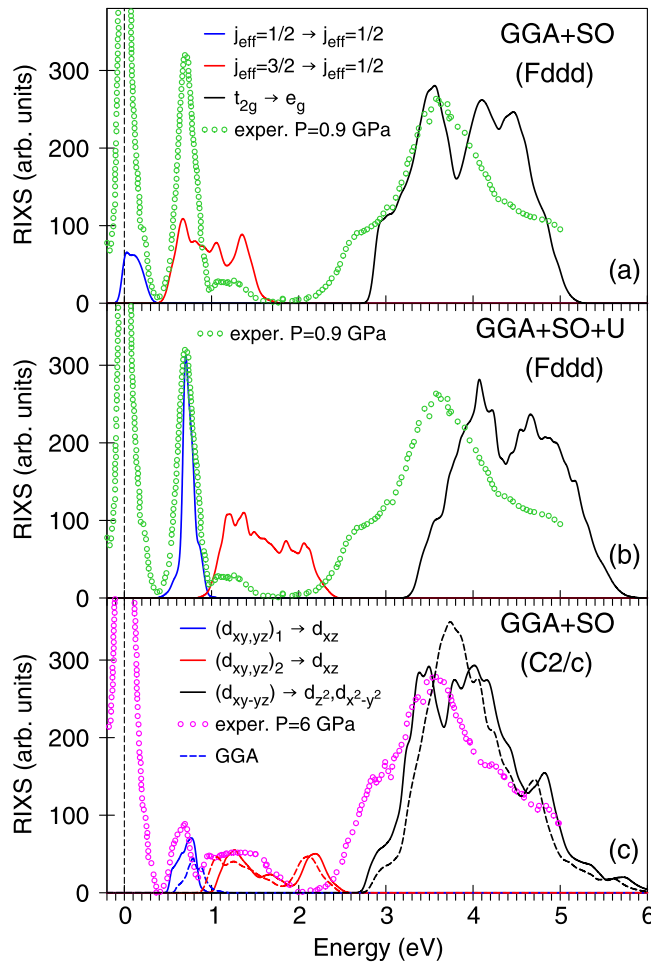 GGA+SO
(Fddd)
j_eff=1/2 → j_eff=1/2
j_eff=3/2 → j_eff=1/2
t_2g → e_g
exper. P=0.9 GPa
RIXS (arb. units)
300
200
100
0
(a)
GGA+SO+U
(Fddd)
exper. P=0.9 GPa
RIXS (arb. units)
300
200
100
0
(b)
GGA+SO
(C2/c)
(d_xy,yz)_1 → d_xz
(d_xy,yz)_2 → d_xz
(d_xy-yz) → d_z², d_x²-y²
exper. P=6 GPa
GGA
RIXS (arb. units)
300
200
100
0
(c)
0 1 2 3 4 5 6
Energy (eV)